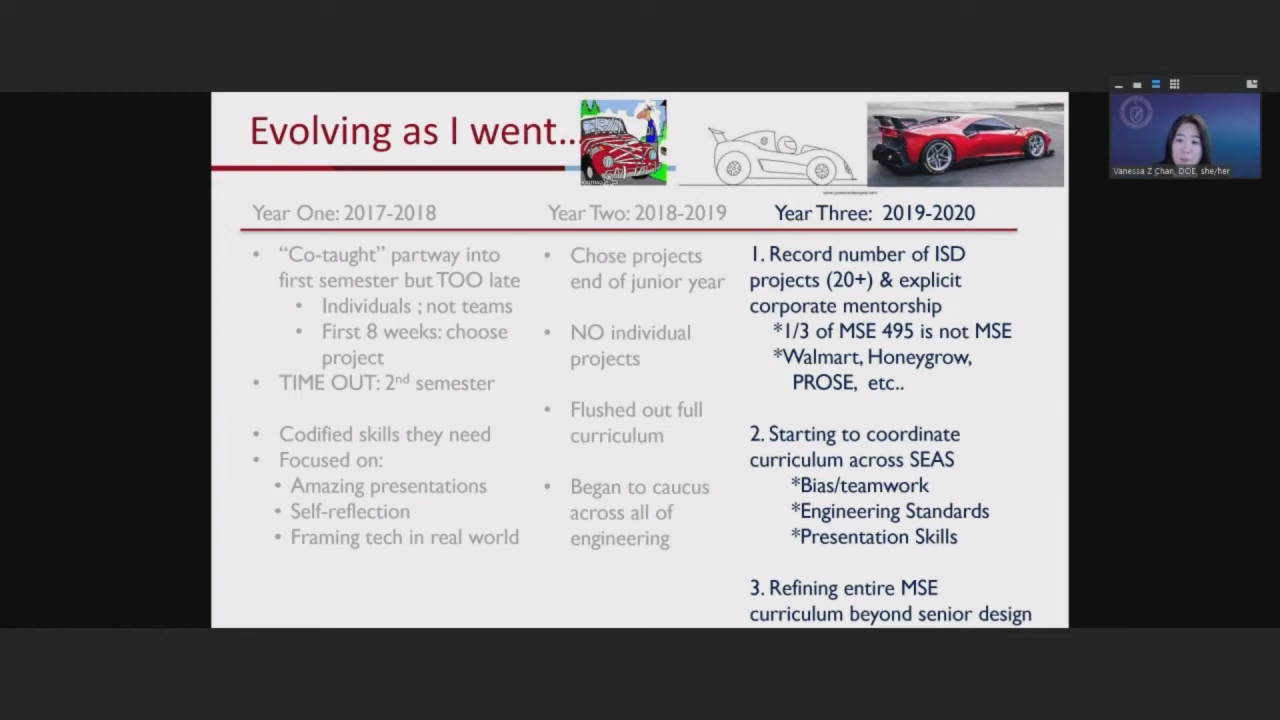 Evolving as I went...
Year One: 2017-2018
• "Co-taught" partway into
first semester but TOO late
• Individuals ; not teams
• First 8 weeks: choose
project
• TIME OUT: 2nd semester
• Codified skills they need
• Focused on:
• Amazing presentations
• Self-reflection
• Framing tech in real world
Year Two: 2018-2019
• Chose projects
end of junior year
• NO individual
projects
• Flushed out full
curriculum
• Began to caucus
across all of
engineering
Year Three: 2019-2020
1. Record number of ISD
projects (20+) & explicit
corporate mentorship
*1/3 of MSE 495 is not MSE
*Walmart, Honeygrow,
PROSE, etc..
2. Starting to coordinate
curriculum across SEAS
*Bias/teamwork
*Engineering Standards
*Presentation Skills
3. Refining entire MSE
curriculum beyond senior design
Vanessa Z Chan, DOE, she/her